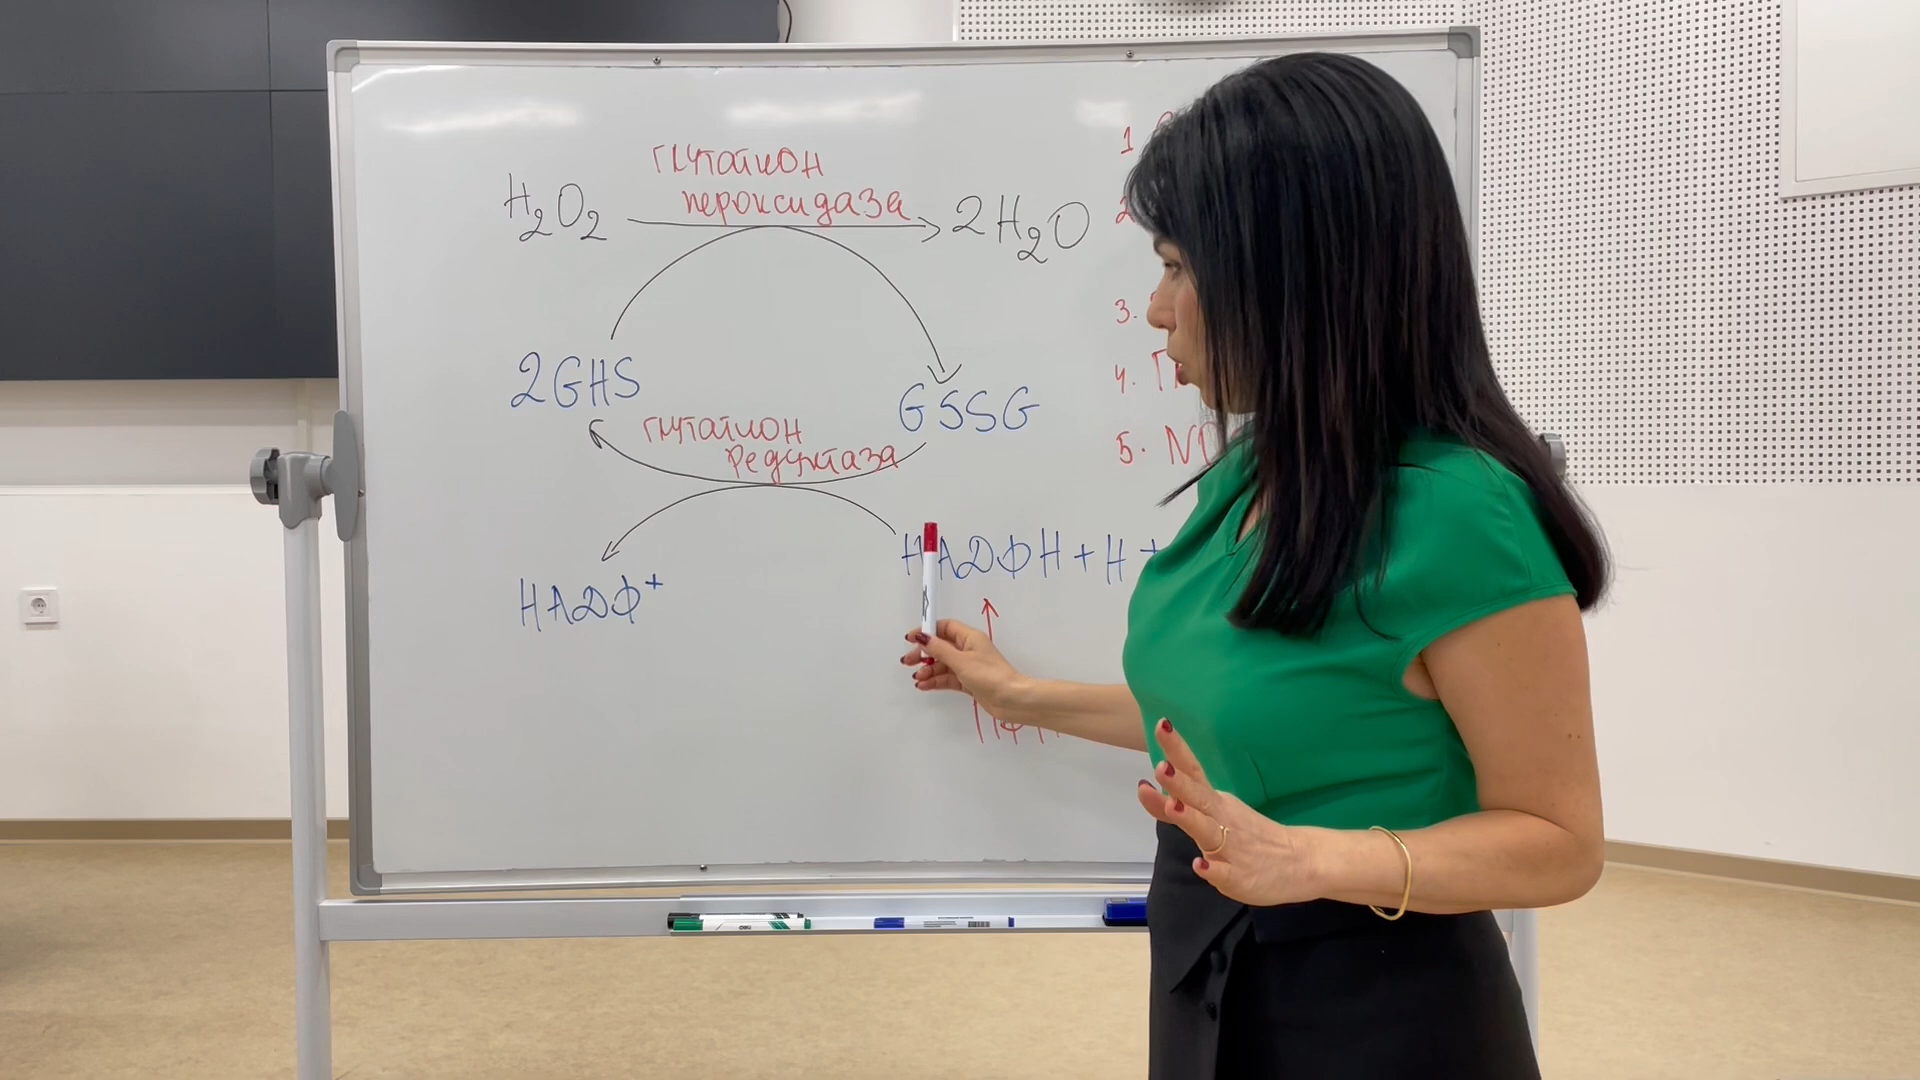 глутатион
пероксидаза
H2O2
2H2O
1
2
3.
2GHS
GSSG
4.
глутатион
редуктаза
5.
НАДФН + Н +
НАДФ+